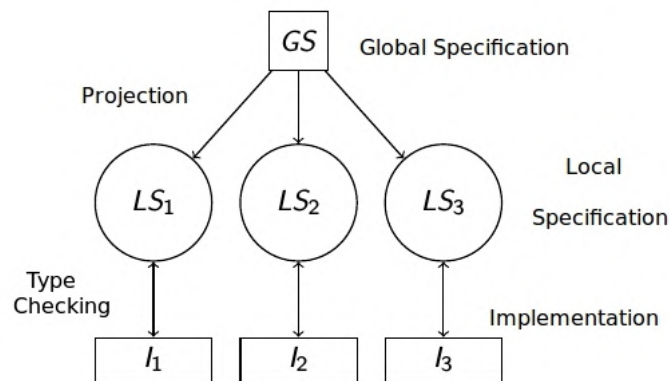 GS
Global Specification
Projection
LS₁
LS₂
LS₃
Local
Specification
Type
Checking
Implementation
I₁
I₂
I₃